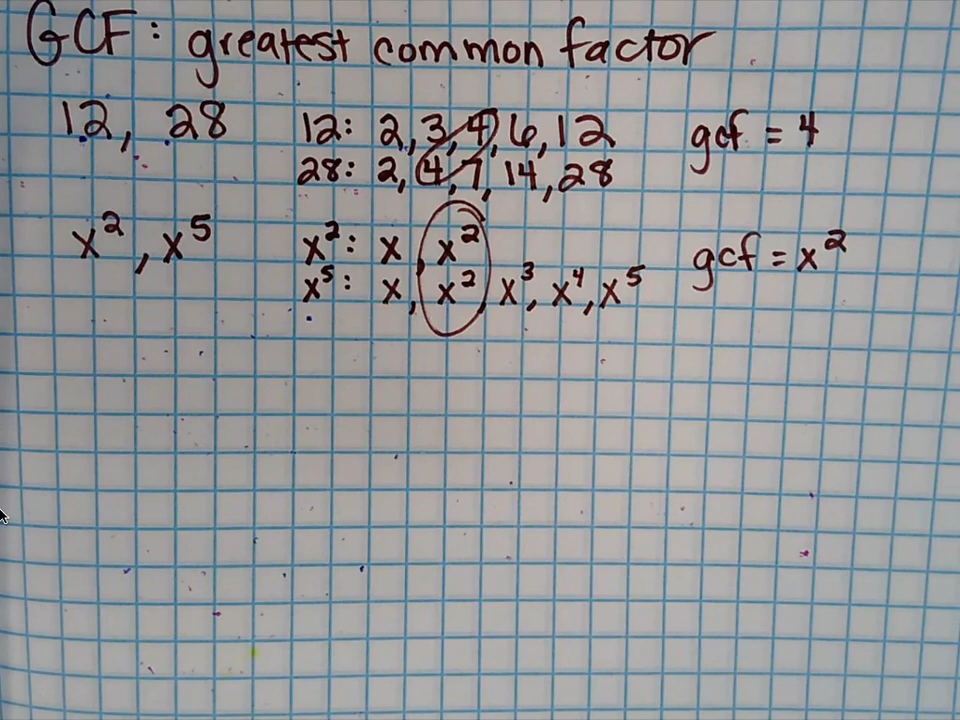 GCF: greatest common factor
12, 28 12: 2, 3, 4, 6, 12 gcf = 4
28: 2, 4, 7, 14, 28
x², x⁵ x²: x x² gcf = x²
x⁵: x, x², x³, x⁴, x⁵